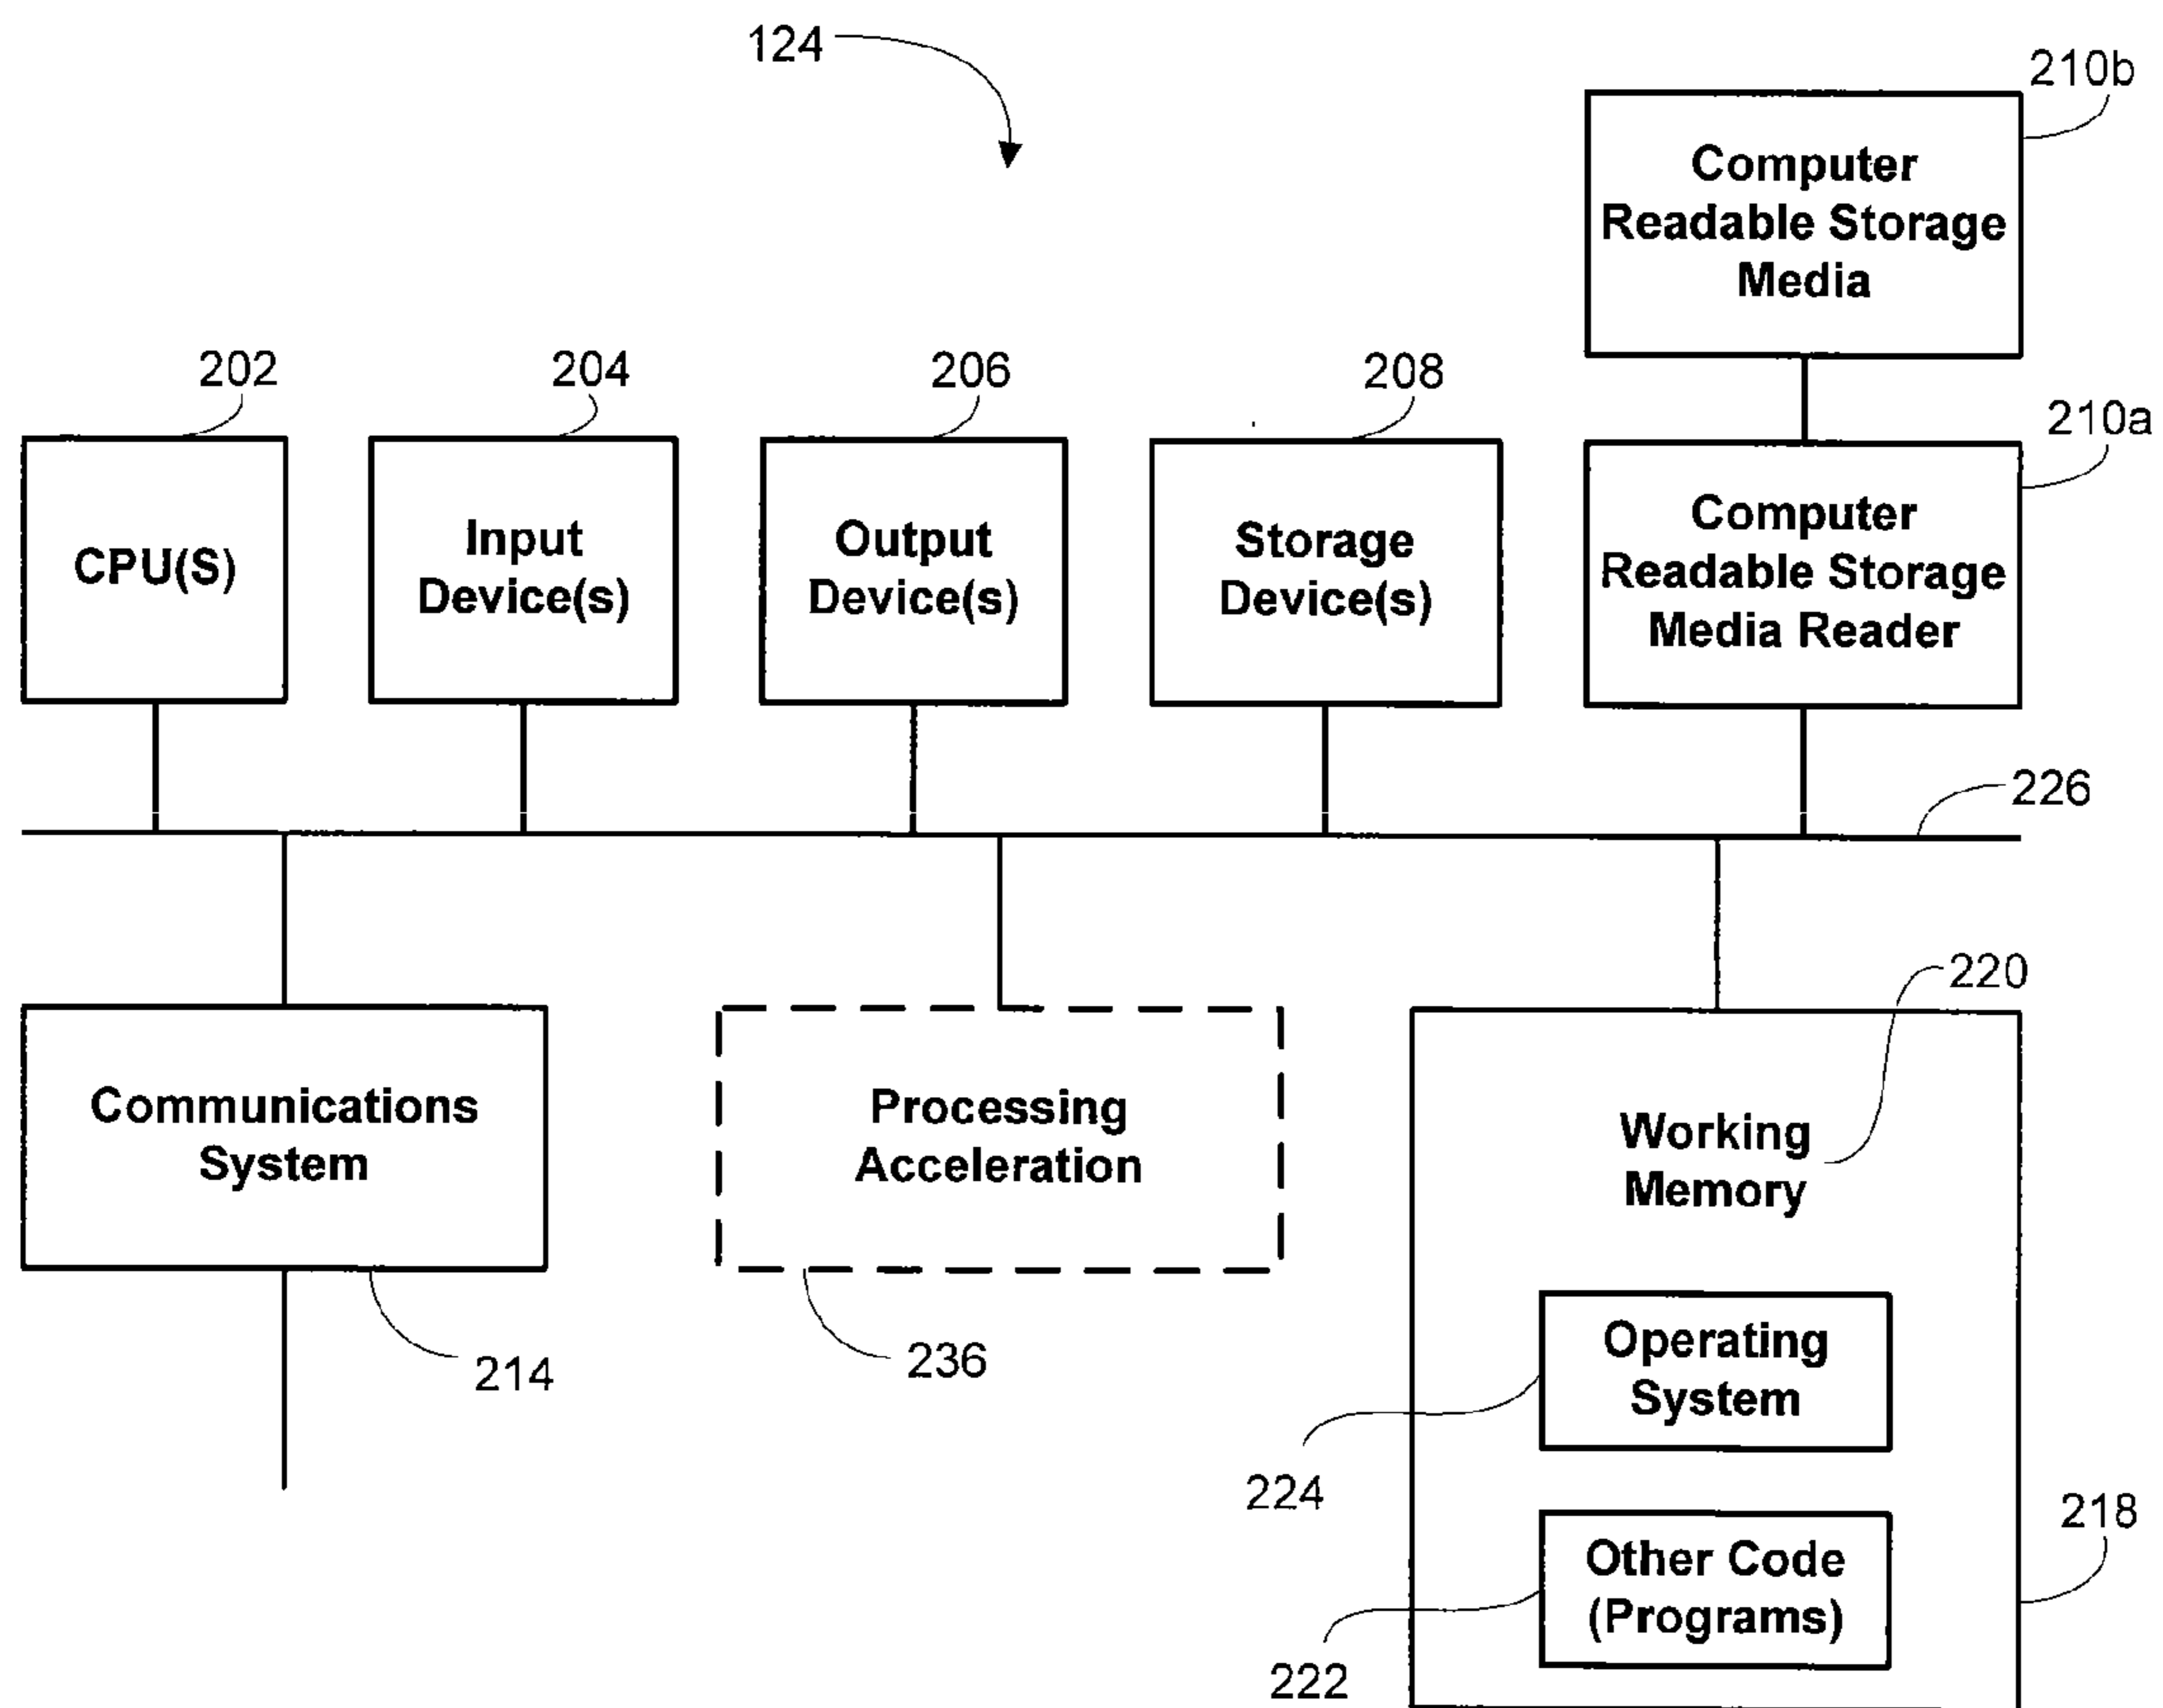 124
210b
Computer
Readable Storage
Media
202
204
206
208
210a
CPU(S)
Input
Device(s)
Output
Device(s)
Storage
Device(s)
Computer
Readable Storage
Media Reader
226
220
Communications
System
Processing
Acceleration
Working
Memory
214
236
Operating
System
224
218
Other Code
(Programs)
222